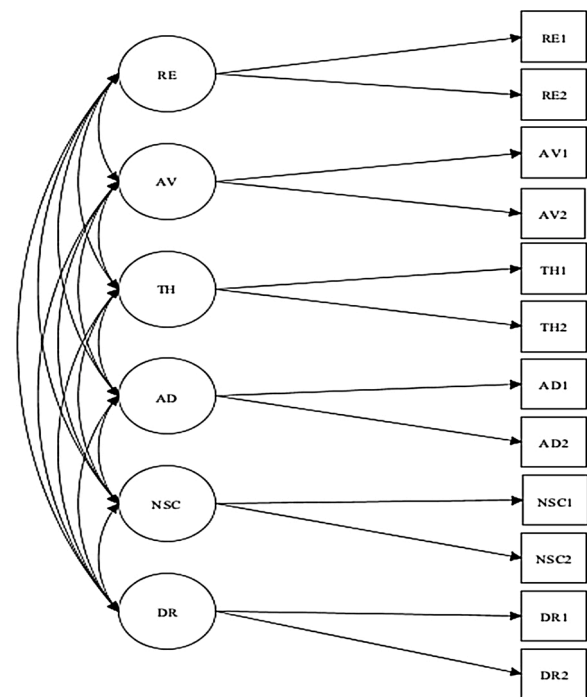 RE1
RE
RE2
AV1
AV
AV2
TH1
TH
TH2
AD1
AD
AD2
NSC1
NSC
NSC2
DR1
DR
DR2